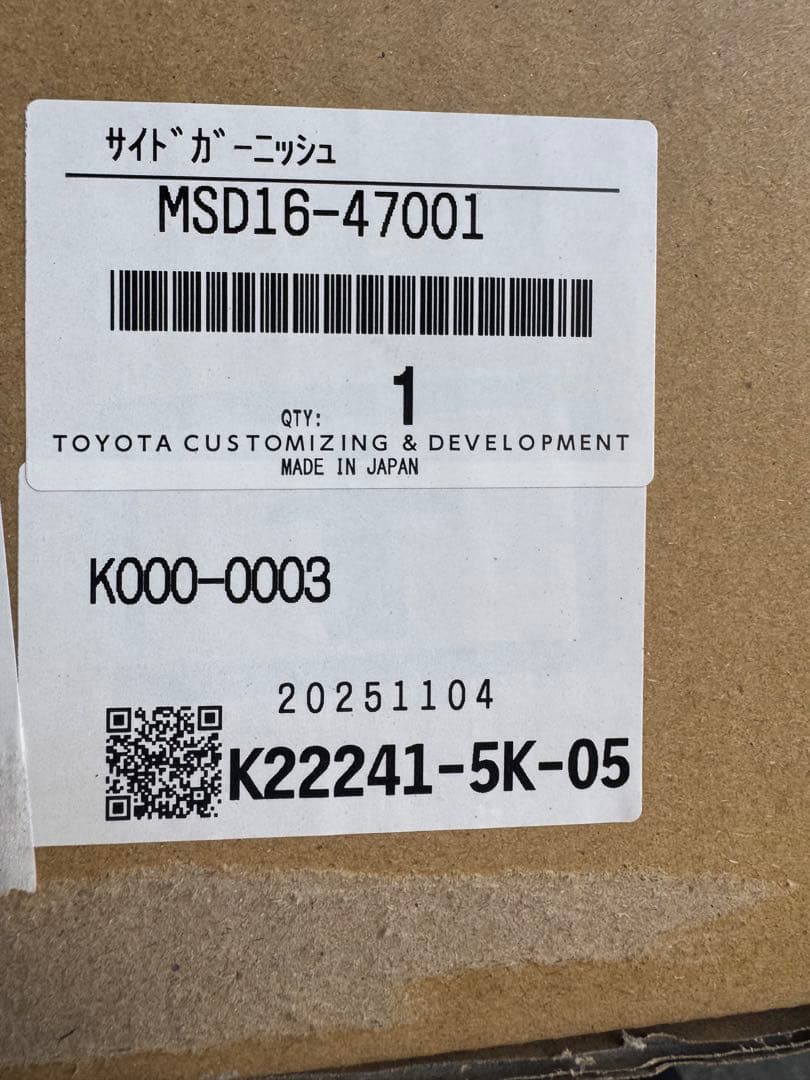 サイドガーニッシュ
MSD16-47001
QTY: 1
TOYOTA CUSTOMIZING & DEVELOPMENT
MADE IN JAPAN
K000-0003
20251104
K22241-5K-05